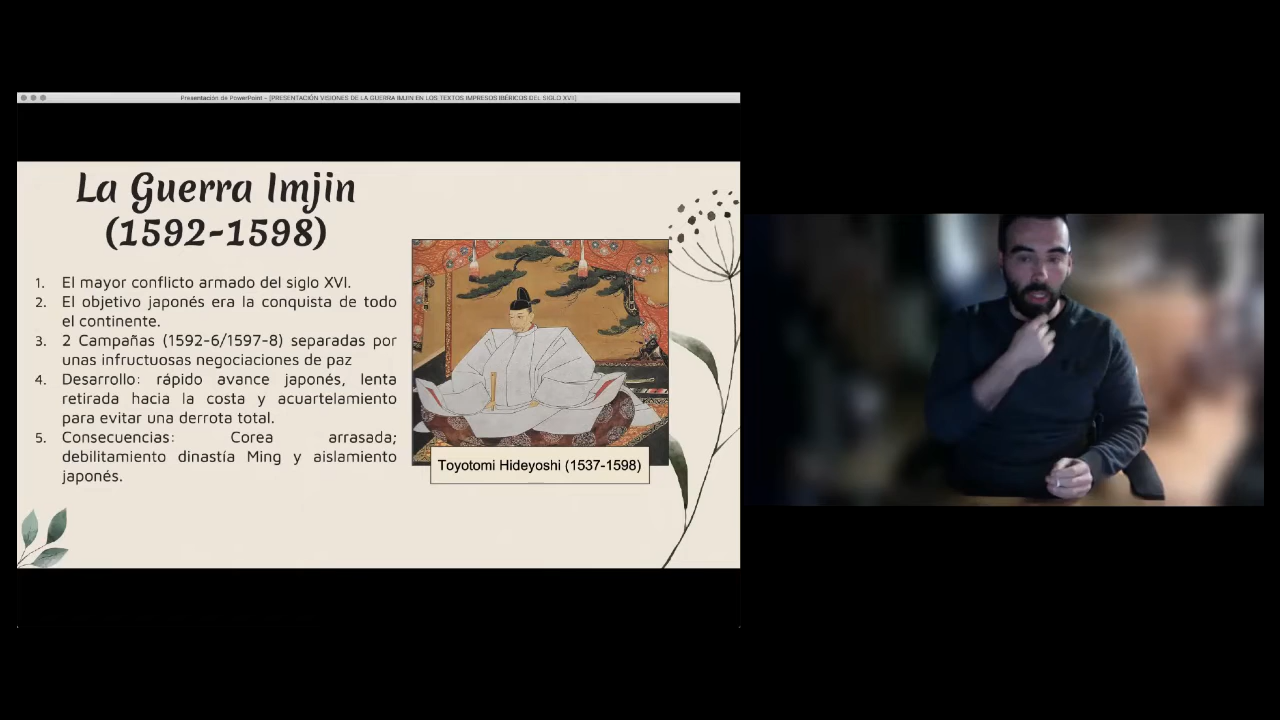 Presentación de PowerPoint - [PRESENTACIÓN VISIONES DE LA GUERRA IMJIN EN LOS TEXTOS IMPRESOS IBÉRICOS DEL SIGLO XVII]
La Guerra Imjin
(1592-1598)
1. El mayor conflicto armado del siglo XVI.
2. El objetivo japonés era la conquista de todo
el continente.
3. 2 Campañas (1592-6/1597-8) separadas por
unas infructuosas negociaciones de paz
4. Desarrollo: rápido avance japonés, lenta
retirada hacia la costa y acuartelamiento
para evitar una derrota total.
5. Consecuencias: Corea arrasada;
debilitamiento dinastía Ming y aislamiento
japonés.
Toyotomi Hideyoshi (1537-1598)